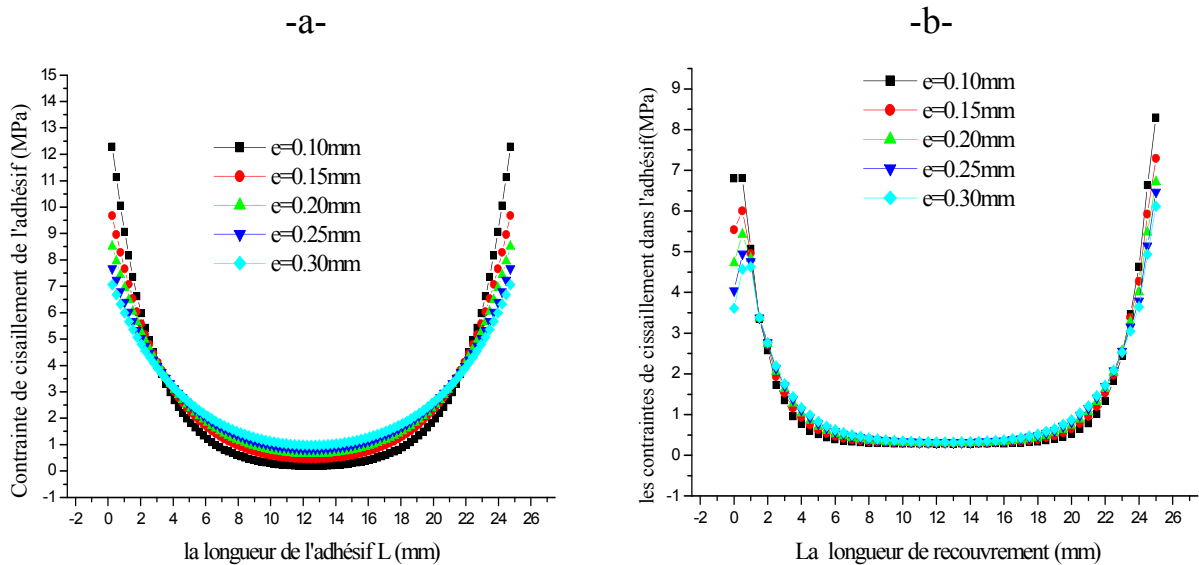 -a-
Contrainte de cisaillement de l'adhésif (MPa)
15
14
13
12
11
10
9
8
7
6
5
4
3
2
1
0
-1
e=0.10mm
e=0.15mm
e=0.20mm
e=0.25mm
e=0.30mm
-2 0 2 4 6 8 10 12 14 16 18 20 22 24 26
la longueur de l'adhésif L (mm)
-b-
les contraintes de cissaillement dans l'adhésif(MPa)
9
8
7
6
5
4
3
2
1
0
-1
e=0.10mm
e=0.15mm
e=0.20mm
e=0.25mm
e=0.30mm
-2 0 2 4 6 8 10 12 14 16 18 20 22 24 26
La longueur de recouvrement (mm)